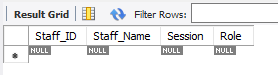 Result Grid Filter Rows:
Staff_ID Staff_Name Session Role
NULL NULL NULL NULL